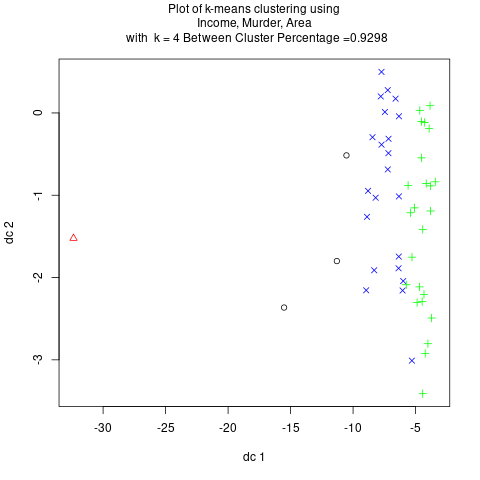 Plot of k-means clustering using
Income, Murder, Area
with k = 4 Between Cluster Percentage =0.9298
0
-1
-2
-3
dc 2
-30 -25 -20 -15 -10 -5
dc 1